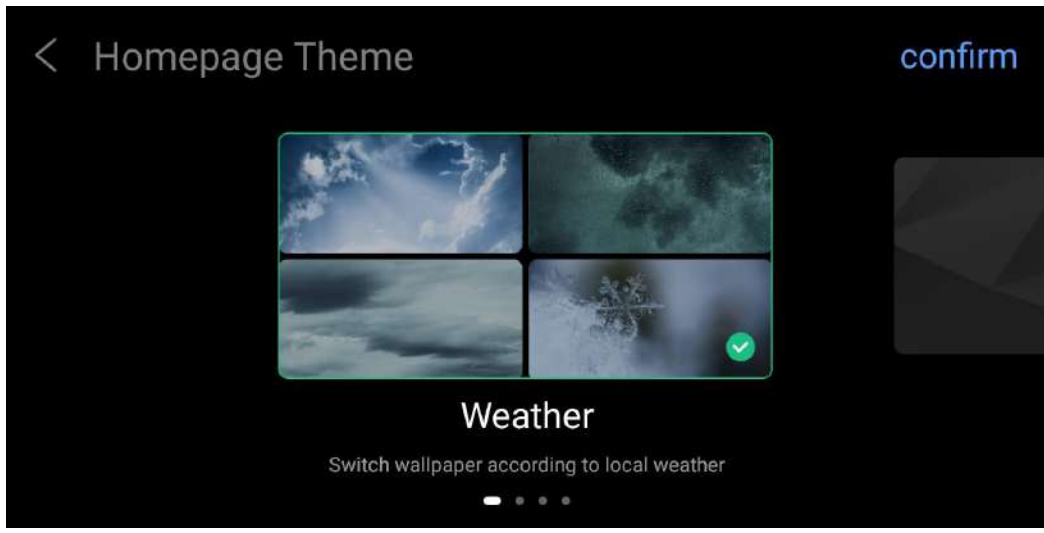 Homepage Theme
confirm
Weather
Switch wallpaper according to local weather